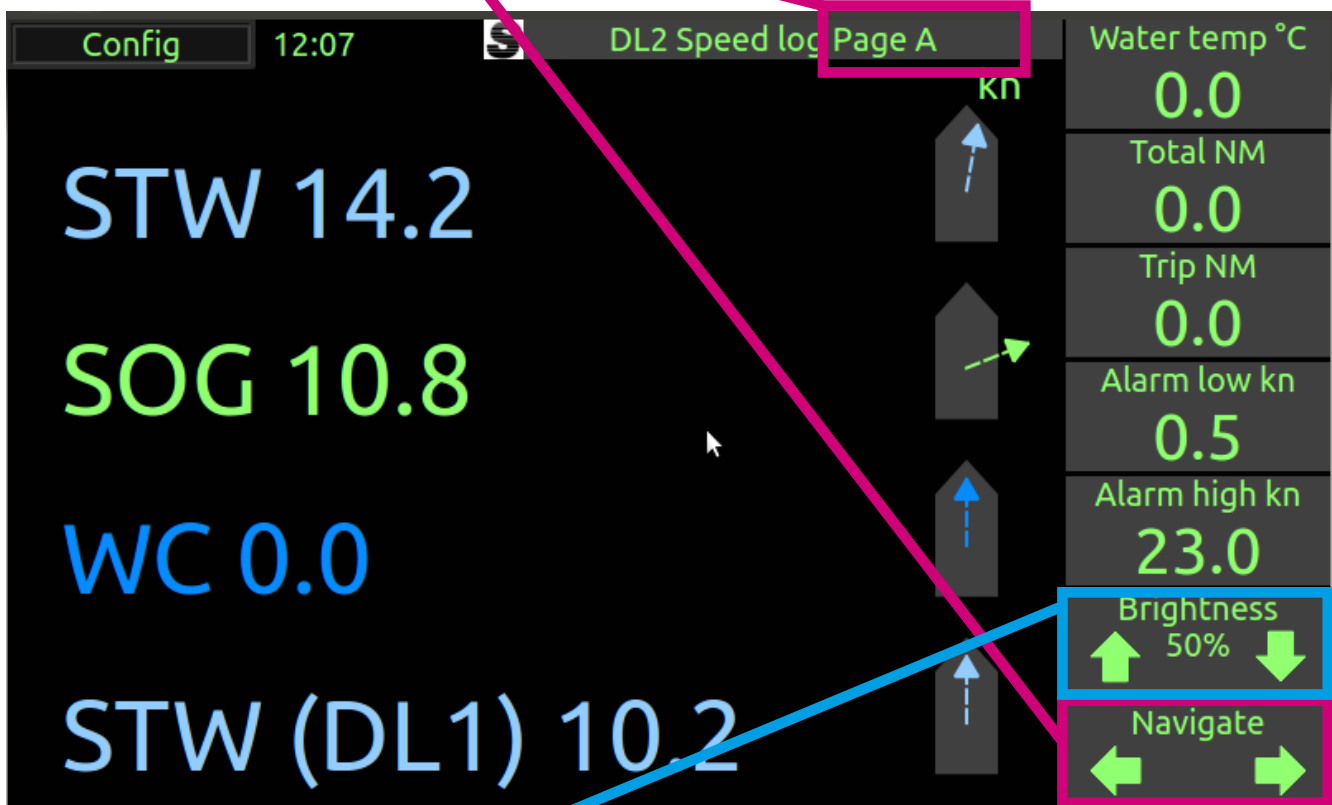 Config 12:07 S DL2 Speed log Page A
kn
STW 14.2
SOG 10.8
WC 0.0
STW (DL1) 10.2
Water temp °C
0.0
Total NM
0.0
Trip NM
0.0
Alarm low kn
0.5
Alarm high kn
23.0
Brightness
50%
Navigate